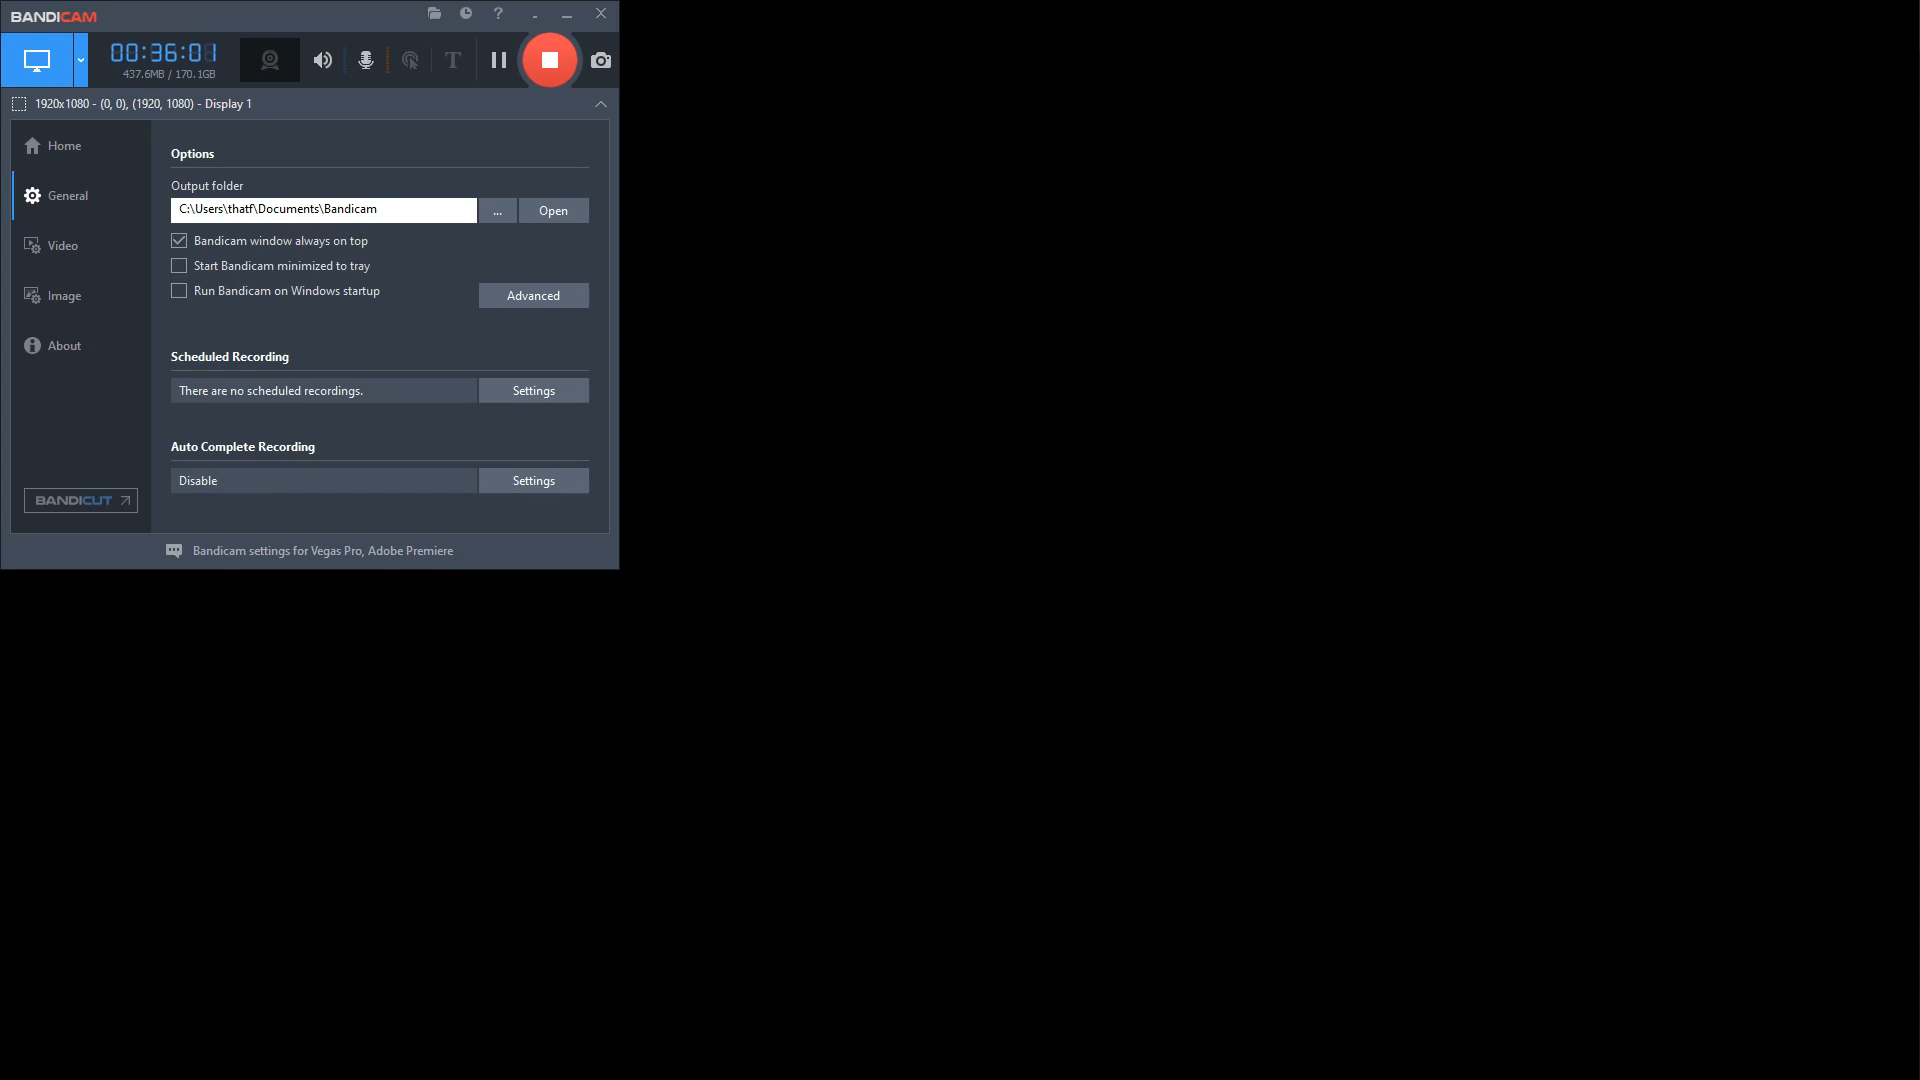 BANDICAM
00:36:01
437.6MB / 170.1GB
1920x1080 - (0, 0), (1920, 1080) - Display 1
Home
General
Video
Image
About
BANDICUT
Options
Output folder
C:\Users\thatf\Documents\Bandicam
...
Open
Bandicam window always on top
Start Bandicam minimized to tray
Run Bandicam on Windows startup
Advanced
Scheduled Recording
There are no scheduled recordings.
Settings
Auto Complete Recording
Disable
Settings
Bandicam settings for Vegas Pro, Adobe Premiere